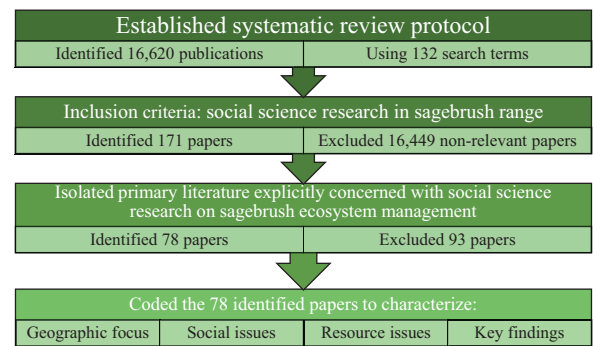 Established systematic review protocol
Identified 16,620 publications
Using 132 search terms
Inclusion criteria: social science research in sagebrush range
Identified 171 papers
Excluded 16,449 non-relevant papers
Isolated primary literature explicitly concerned with social science
research on sagebrush ecosystem management
Identified 78 papers
Excluded 93 papers
Coded the 78 identified papers to characterize:
Geographic focus
Social issues
Resource issues
Key findings